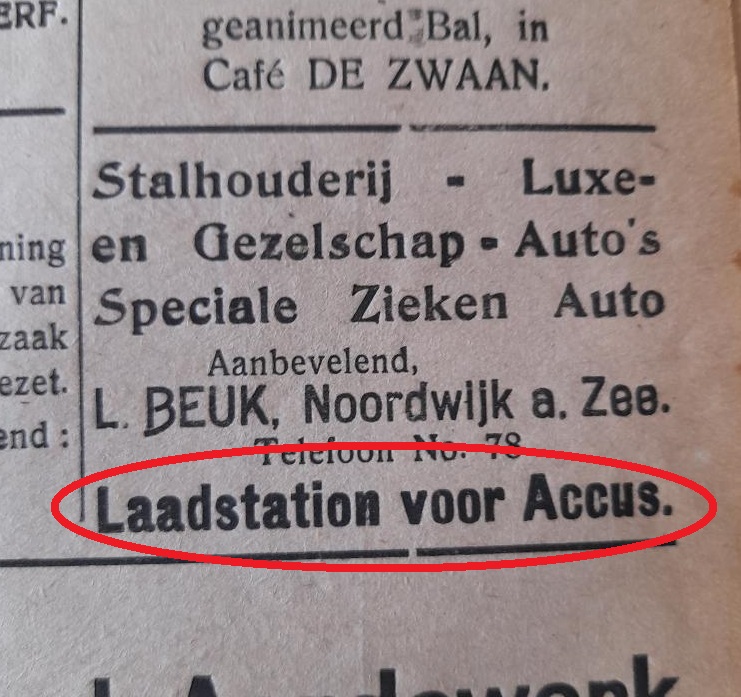 ERF.
geanimeerd Bal, in
Café DE ZWAAN.
Stalhouderij - Luxe-
en Gezelschap - Auto's
Speciale Zieken Auto
Aanbevelend,
L. BEUK, Noordwijk a. Zee.
Telefoon No. 78
Laadstation voor Accus.
ning
van
zaak
ezet.
end :